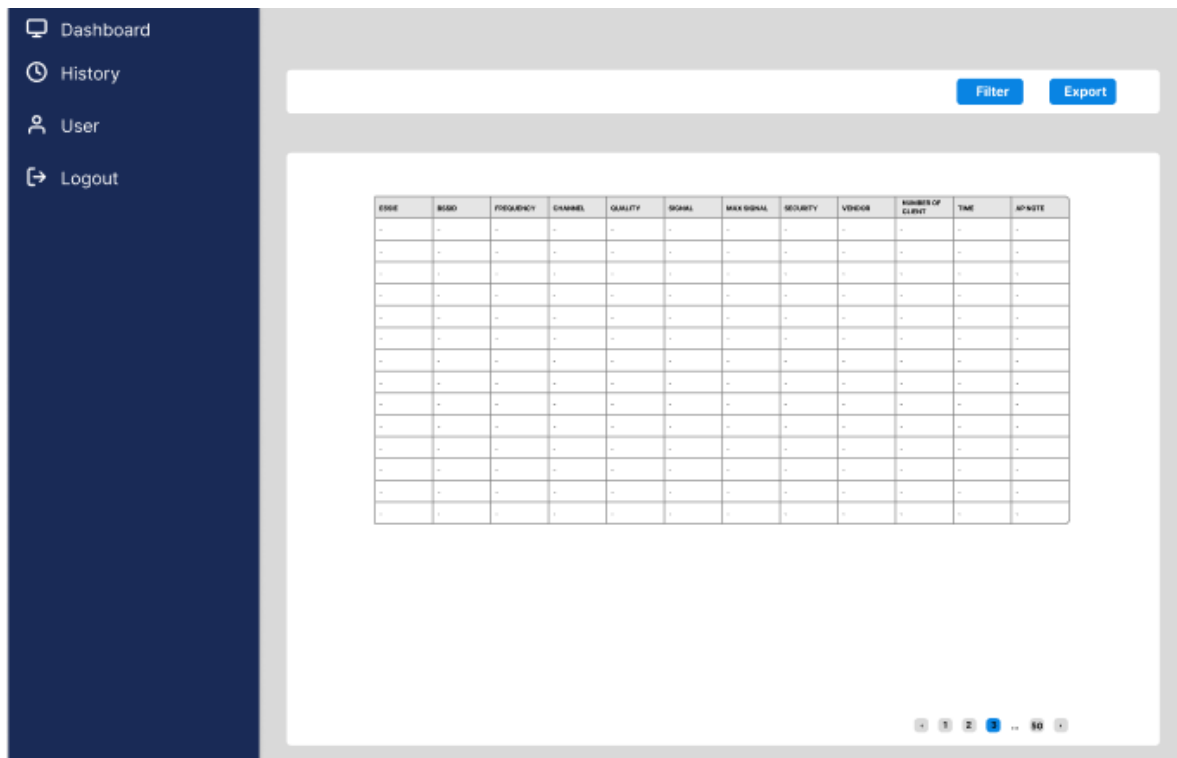 Dashboard
History
User
Logout
Filter
Export
BSSID
FREQUENCY
CHANNEL
QUALITY
SIGNAL
MAX SIGNAL
SECURITY
VENDOR
NUMBER OF
CLIENT
TIME
AP NOTE
- - - - - - - - - - - -
- - - - - - - - - - - -
- - - - - - - - - - - -
- - - - - - - - - - - -
- - - - - - - - - - - -
- - - - - - - - - - - -
- - - - - - - - - - - -
- - - - - - - - - - - -
- - - - - - - - - - - -
- - - - - - - - - - - -
- - - - - - - - - - - -
- - - - - - - - - - - -
- - - - - - - - - - - -
- - - - - - - - - - - -
‹ 1 2 3 ... 50 ›